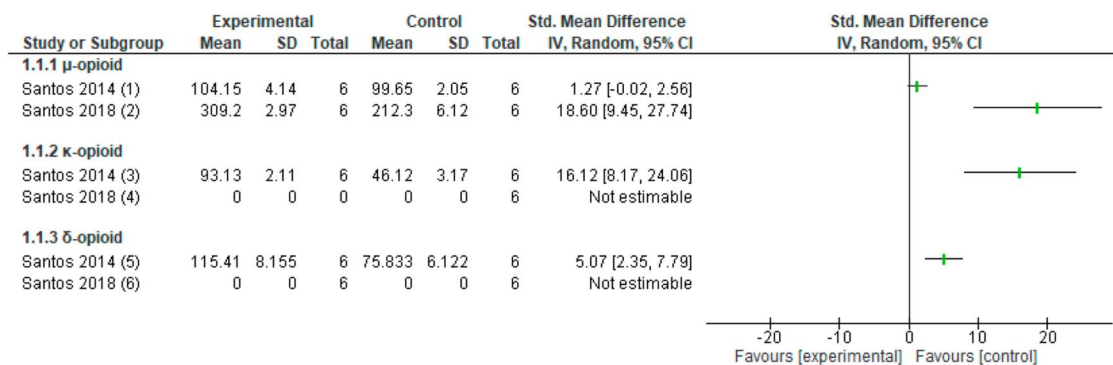 Experimental Control Std. Mean Difference Std. Mean Difference
Study or Subgroup Mean SD Total Mean SD Total IV, Random, 95% CI IV, Random, 95% CI
1.1.1 μ-opioid
Santos 2014 (1) 104.15 4.14 6 99.65 2.05 6 1.27 [-0.02, 2.56]
Santos 2018 (2) 309.2 2.97 6 212.3 6.12 6 18.60 [9.45, 27.74]
1.1.2 κ-opioid
Santos 2014 (3) 93.13 2.11 6 46.12 3.17 6 16.12 [8.17, 24.06]
Santos 2018 (4) 0 0 0 0 0 6 Not estimable
1.1.3 δ-opioid
Santos 2014 (5) 115.41 8.155 6 75.833 6.122 6 5.07 [2.35, 7.79]
Santos 2018 (6) 0 0 6 0 0 6 Not estimable
-20 -10 0 10 20
Favours [experimental] Favours [control]